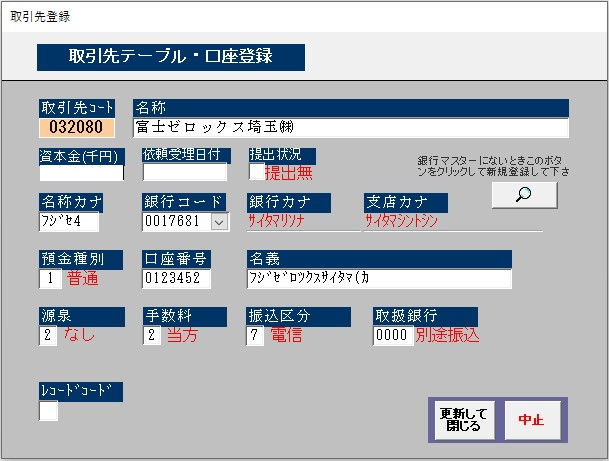 取引先登録
取引先テーブル・口座登録
取引先ｺｰﾄ 名称
032080 富士ゼロックス埼玉㈱
資本金(千円) 依頼受理日付 提出状況
提出無
銀行マスターにないときこのボタ
ンをクリックして新規登録して下さ
名称カナ 銀行コード 銀行カナ 支店カナ
ﾌｼﾞｾ4 0017681 ｻｲﾀﾏﾘｿﾅ ｻｲﾀﾏｼﾝﾄｼﾝ
預金種別 口座番号 名義
1 普通 0123452 ﾌｼﾞｾﾞﾛﾂｸｽｻｲﾀﾏ(ｶ
源泉 手数料 振込区分 取扱銀行
2 なし 2 当方 7 電信 0000 別途振込
ﾚｺｰﾄﾞｺｰﾄﾞ
更新して
閉じる
中止